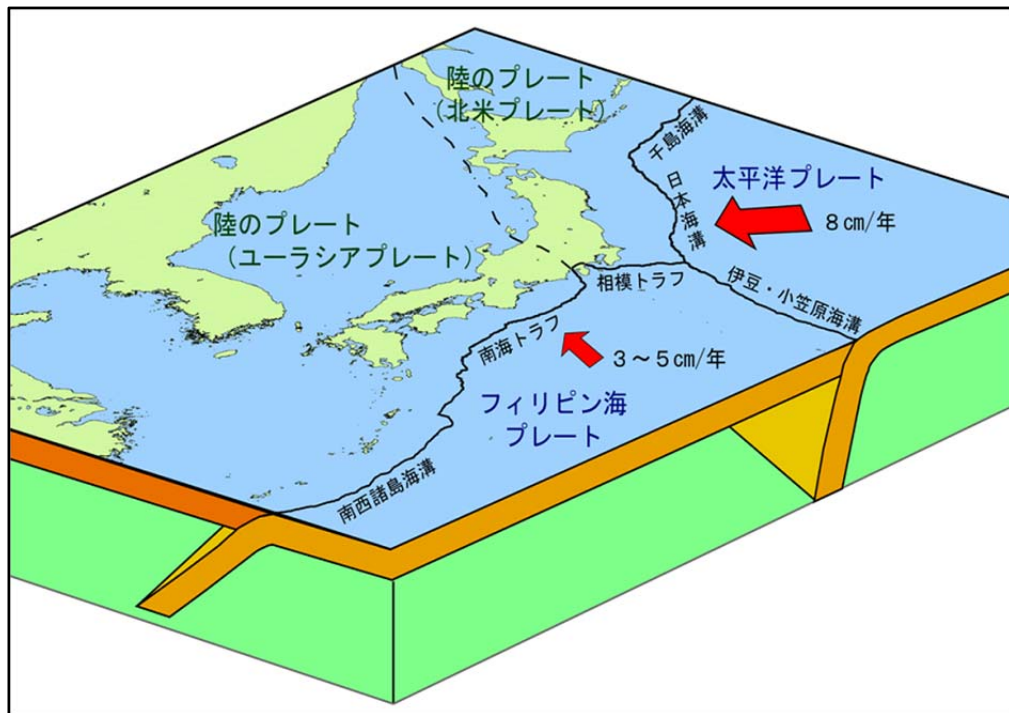 陸のプレート
（北米プレート）
千島海溝
日本海溝
太平洋プレート
8㎝/年
陸のプレート
（ユーラシアプレート）
相模トラフ
伊豆・小笠原海溝
南海トラフ
3～5㎝/年
フィリピン海
プレート
南西諸島海溝